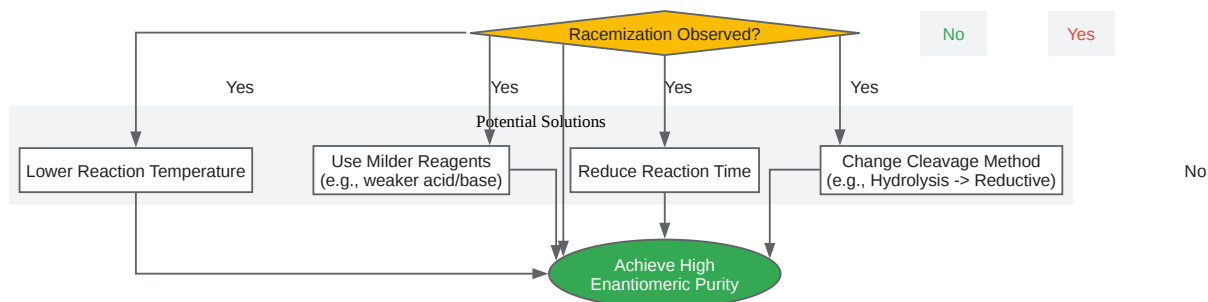 Racemization Observed?
No
Yes
Yes
Yes
Yes
Yes
Potential Solutions
Lower Reaction Temperature
Use Milder Reagents
(e.g., weaker acid/base)
Reduce Reaction Time
Change Cleavage Method
(e.g., Hydrolysis -> Reductive)
No
Achieve High
Enantiomeric Purity